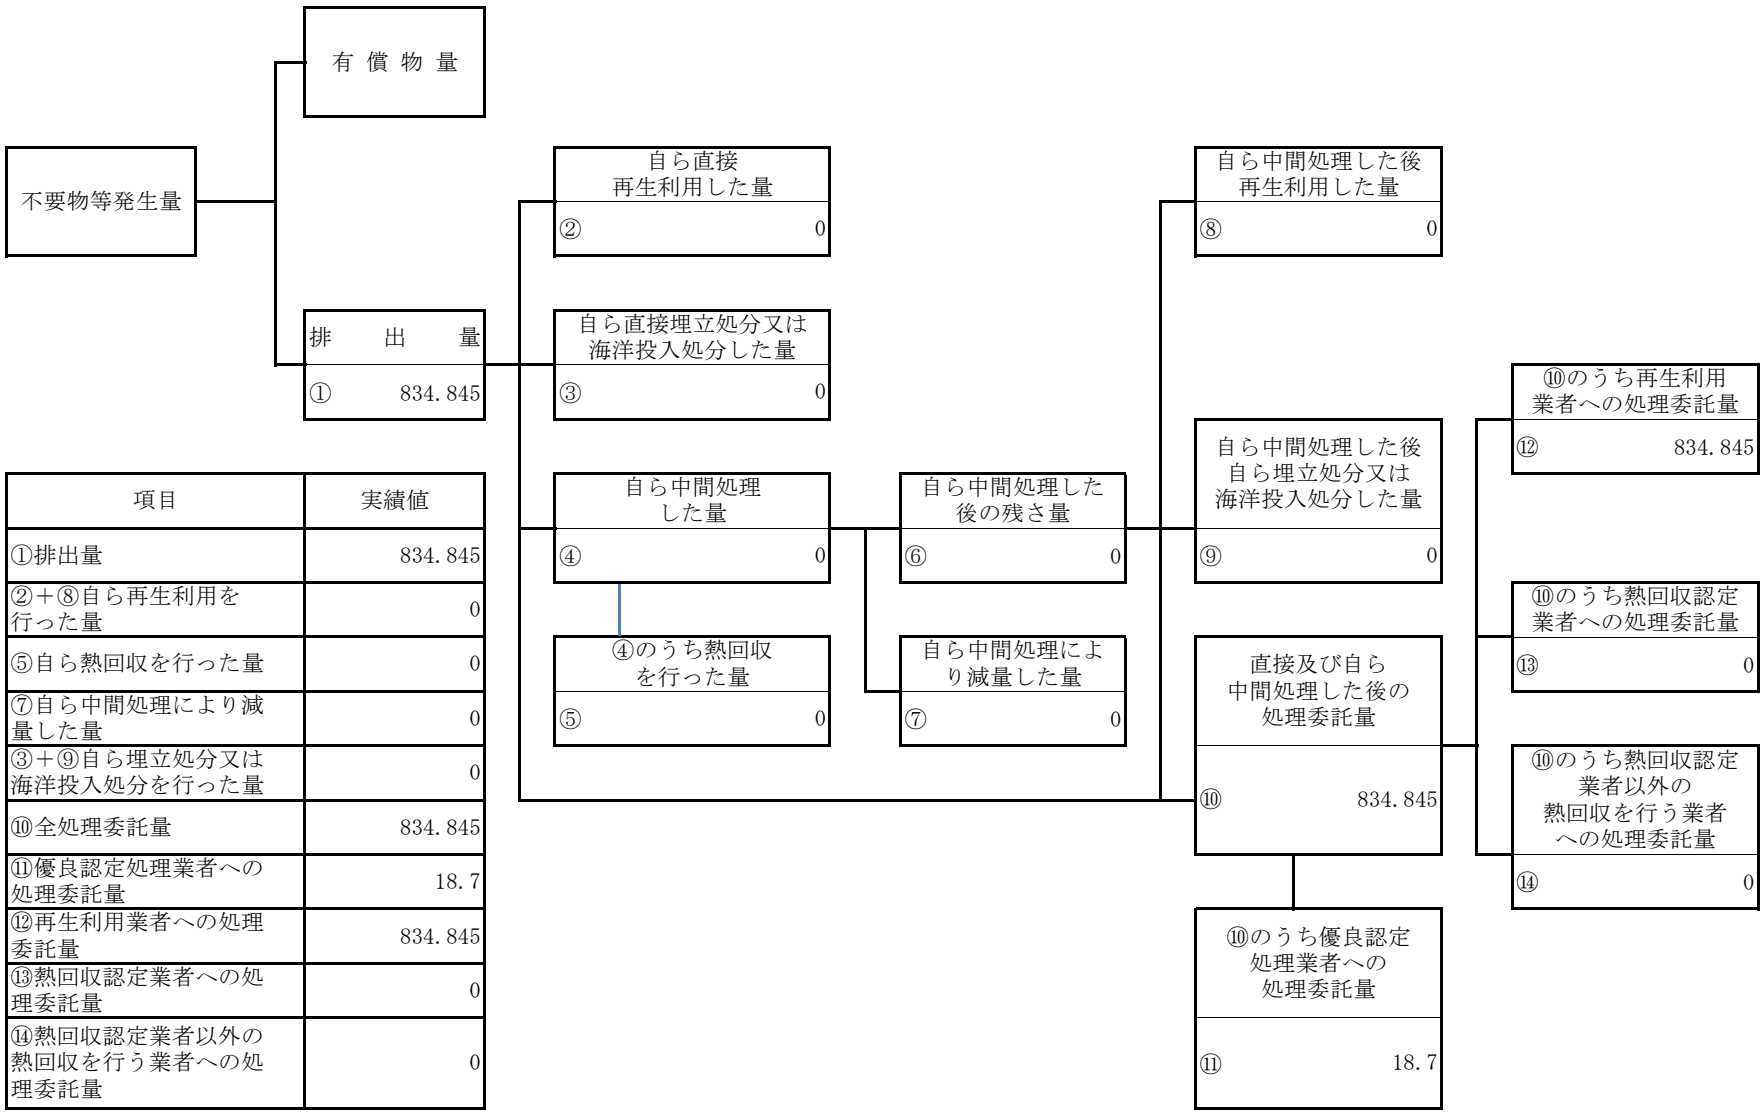 有償物量
不要物等発生量
自ら直接
再生利用した量
② 0
自ら中間処理した後
再生利用した量
⑧ 0
排出量
① 834.845
自ら直接埋立処分又は
海洋投入処分した量
③ 0
⑩のうち再生利用
業者への処理委託量
⑫ 834.845
自ら中間処理
した量
④ 0
自ら中間処理した
後の残さ量
⑥ 0
自ら中間処理した後
自ら埋立処分又は
海洋投入処分した量
⑨ 0
⑩のうち熱回収認定
業者への処理委託量
⑬ 0
④のうち熱回収
を行った量
⑤ 0
自ら中間処理によ
り減量した量
⑦ 0
直接及び自ら
中間処理した後の
処理委託量
⑩ 834.845
⑩のうち熱回収認定
業者以外の
熱回収を行う業者
への処理委託量
⑭ 0
⑩のうち優良認定
処理業者への
処理委託量
⑪ 18.7
項目 実績値
①排出量 834.845
②＋⑧自ら再生利用を
行った量 0
⑤自ら熱回収を行った量 0
⑦自ら中間処理により減
量した量 0
③＋⑨自ら埋立処分又は
海洋投入処分を行った量 0
⑩全処理委託量 834.845
⑪優良認定処理業者への
処理委託量 18.7
⑫再生利用業者への処理
委託量 834.845
⑬熱回収認定業者への処
理委託量 0
⑭熱回収認定業者以外の
熱回収を行う業者への処
理委託量 0